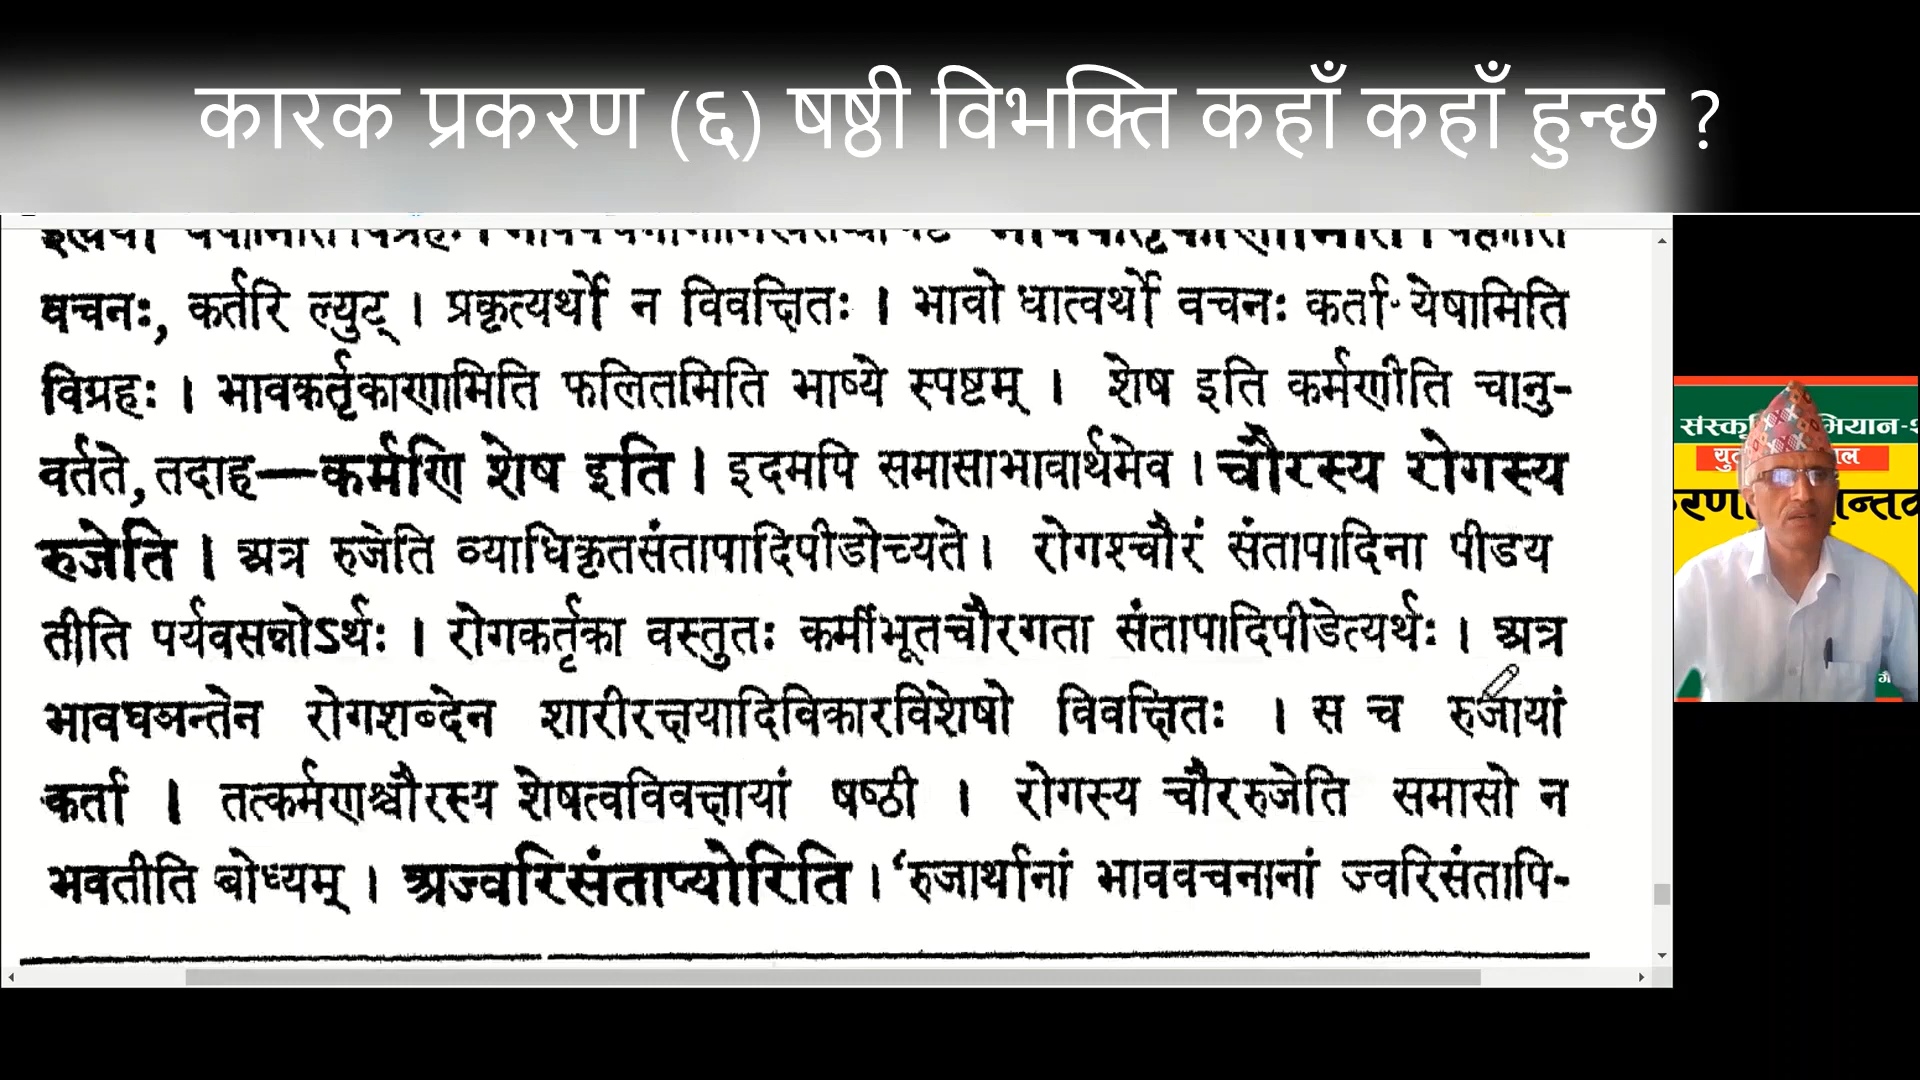 कारक प्रकरण (६) षष्ठी विभक्ति कहाँ कहाँ हुन्छ ?
वचनः, कर्तरि ल्युट् । प्रकृत्यर्थो न विवक्षितः । भावो धात्वर्थो वचनः कर्ता येषामिति
विग्रहः । भावकर्तृकाणामिति फलितमिति भाष्ये स्पष्टम् । शेष इति कर्मणीति चानु-
वर्तते, तदाह—कर्मणि शेष इति । इदमपि समासाभावार्थमेव । चौरस्य रोगस्य
रुजेति । अत्र रुजेति व्याधिकृतसंतापादिपीडोच्यते । रोगश्चौरं संतापादिना पीडय
तीति पर्यवसन्नोऽर्थः । रोगकर्तृका वस्तुतः कर्मीभूतचौरगता संतापादिपीडेत्यर्थः । अत्र
भावघञन्तेन रोगशब्देन शारीरक्षयादिविकारविशेषो विवक्षितः । स च रुजायां
कर्ता । तत्कर्मणश्चौरस्य शेषत्वविवक्षायां षष्ठी । रोगस्य चौररुजेति समासो न
भवतीति बोध्यम् । अज्वरिसंताप्योरिति । ‘रुजार्थानां भाववचनानां ज्वरिसंतापि-